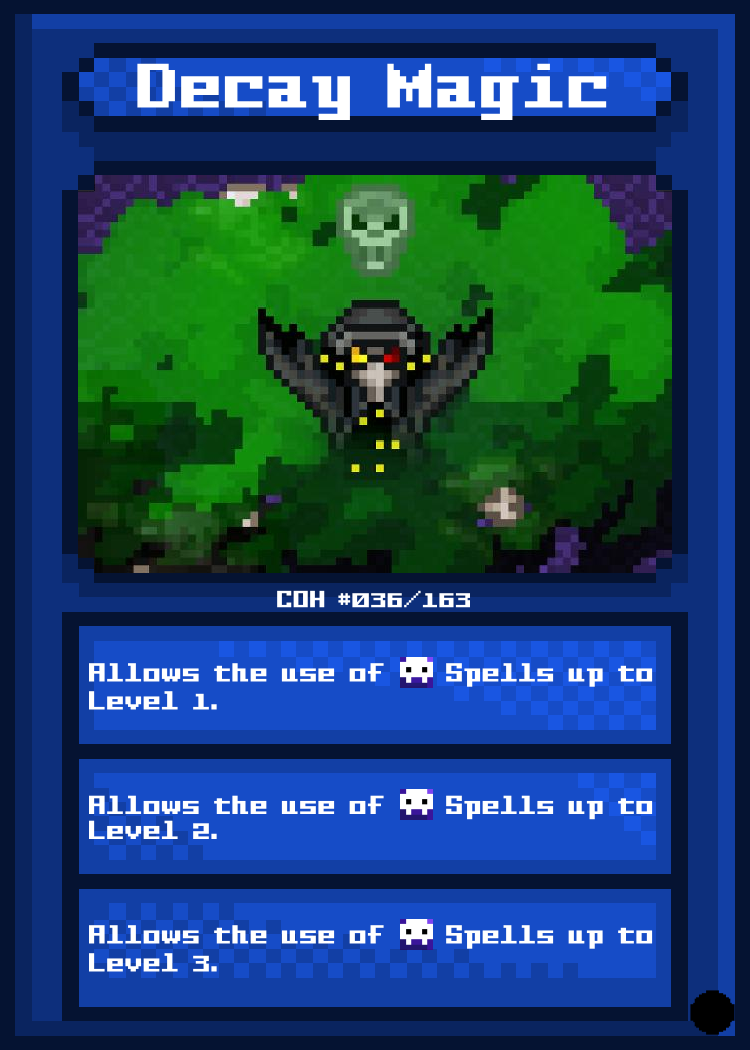 Decay Magic
COH #036/163
Allows the use of Spells up to
Level 1.
Allows the use of Spells up to
Level 2.
Allows the use of Spells up to
Level 3.